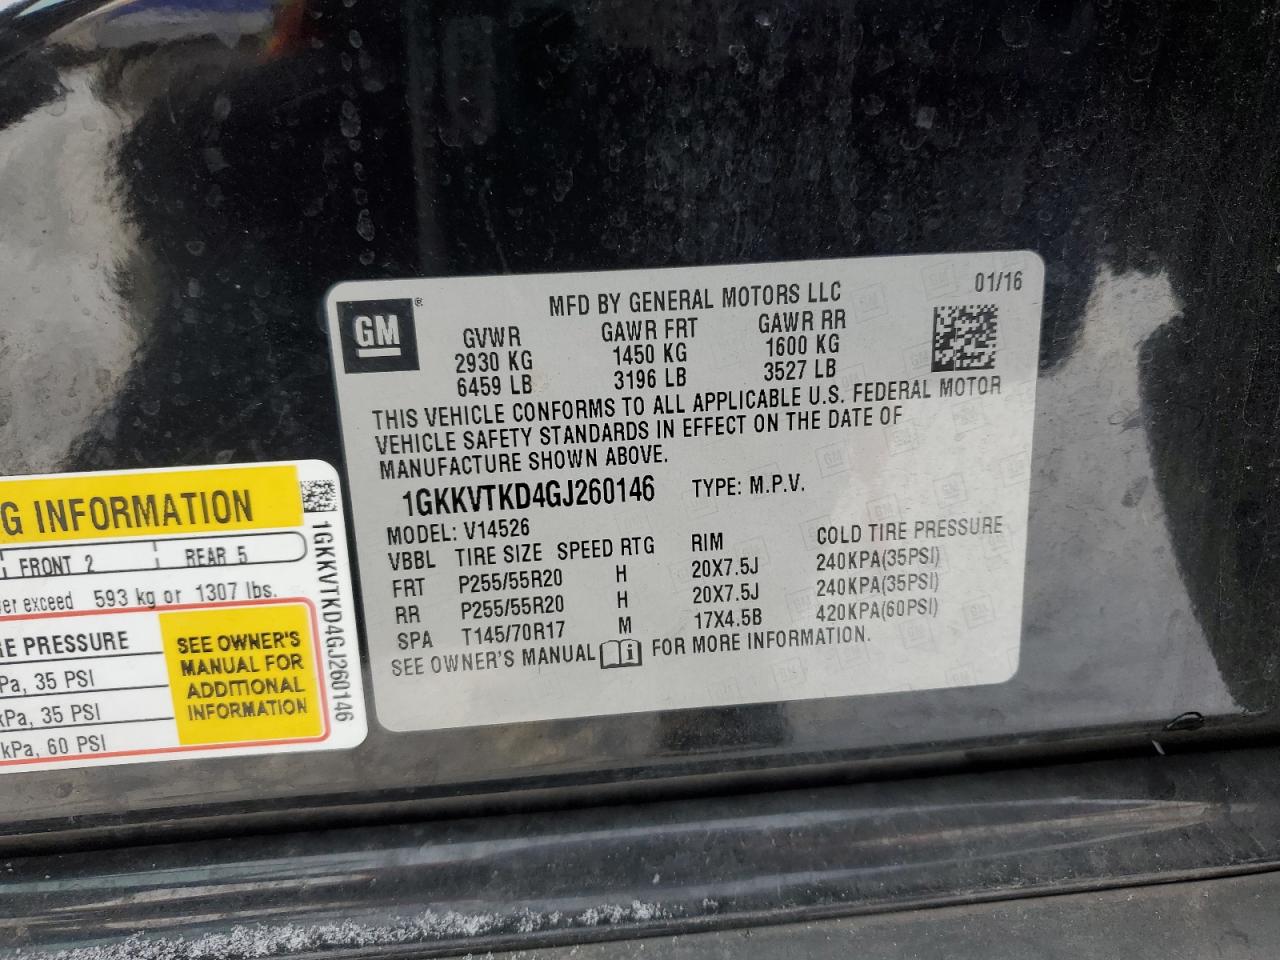 GM ®
MFD BY GENERAL MOTORS LLC 01/16
GVWR GAWR FRT GAWR RR
2930 KG 1450 KG 1600 KG
6459 LB 3196 LB 3527 LB
THIS VEHICLE CONFORMS TO ALL APPLICABLE U.S. FEDERAL MOTOR
VEHICLE SAFETY STANDARDS IN EFFECT ON THE DATE OF
MANUFACTURE SHOWN ABOVE.
1GKKVTKD4GJ260146 TYPE: M.P.V.
MODEL: V14526
VBBL TIRE SIZE SPEED RTG RIM COLD TIRE PRESSURE
FRT P255/55R20 H 20X7.5J 240KPA(35PSI)
RR P255/55R20 H 20X7.5J 240KPA(35PSI)
SPA T145/70R17 M 17X4.5B 420KPA(60PSI)
SEE OWNER'S MANUAL i FOR MORE INFORMATION.
G INFORMATION
FRONT 2 REAR 5
ver exceed 593 kg or 1307 lbs.
RE PRESSURE
Pa, 35 PSI
kPa, 35 PSI
kPa, 60 PSI
SEE OWNER'S
MANUAL FOR
ADDITIONAL
INFORMATION
1GKKVTKD4GJ260146